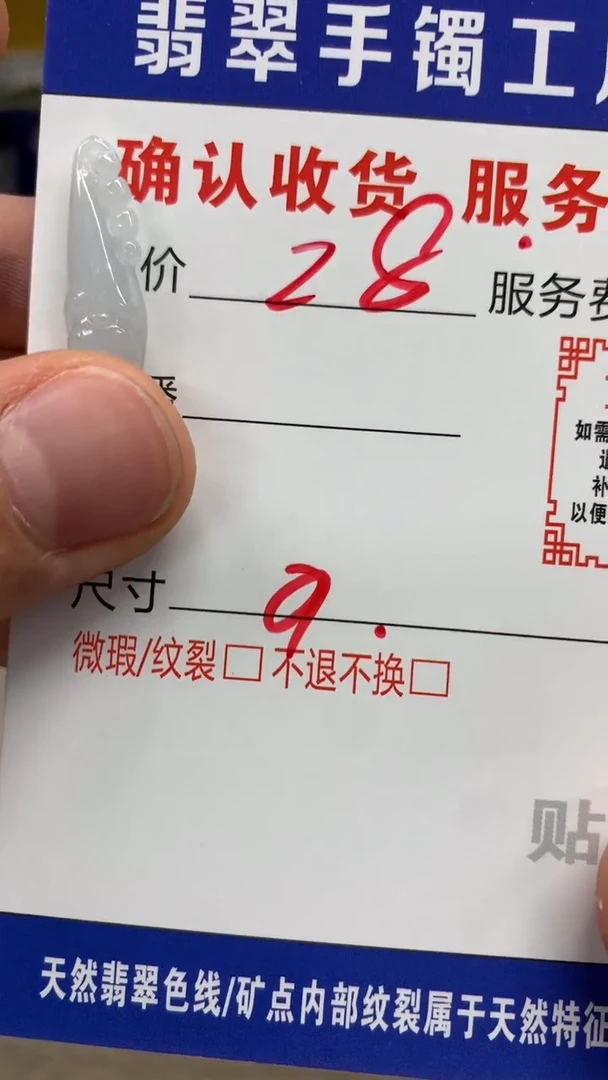 翡翠手镯工
确认收货 服务
价 28. 服务费
如需
补
以便
尺寸 9.
微瑕/纹裂□ 不退不换□
贴
天然翡翠色线/矿点内部纹裂属于天然特征